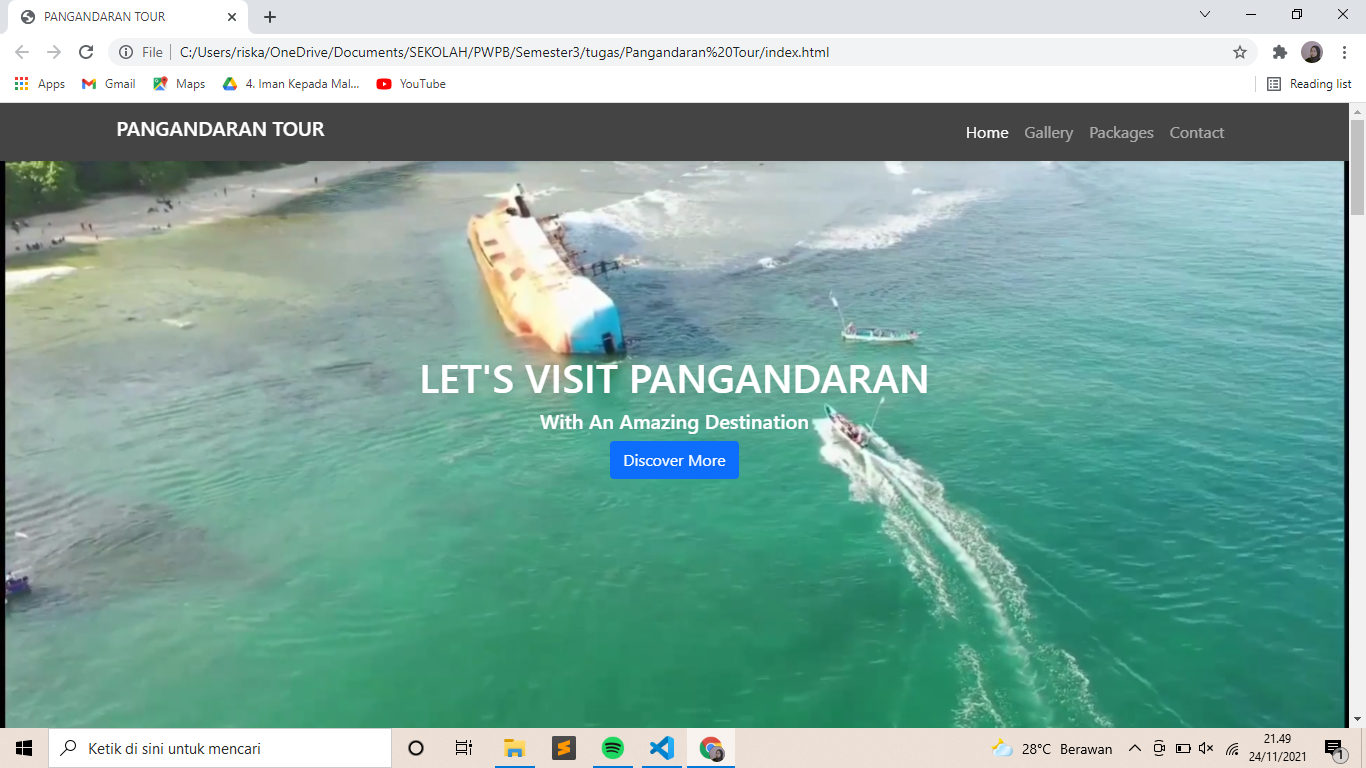 PANGANDARAN TOUR
File
C:/Users/riska/OneDrive/Documents/SEKOLAH/PWPB/Semester3/tugas/Pangandaran%20Tour/index.html
Apps
Gmail
Maps
4. Iman Kepada Mal...
YouTube
Reading list
PANGANDARAN TOUR
Home
Gallery
Packages
Contact
LET'S VISIT PANGANDARAN
With An Amazing Destination
Discover More
Ketik di sini untuk mencari
28°C Berawan
21.49
24/11/2021
1